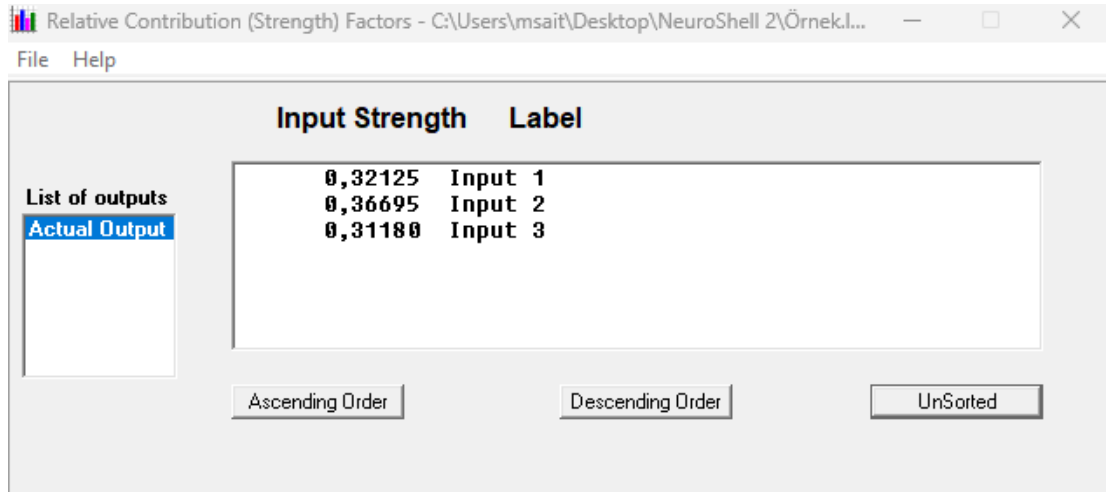 Relative Contribution (Strength) Factors - C:\Users\msait\Desktop\NeuroShell 2\Örnek.I...
File Help
Input Strength Label
List of outputs
Actual Output
0,32125 Input 1
0,36695 Input 2
0,31180 Input 3
Ascending Order
Descending Order
UnSorted